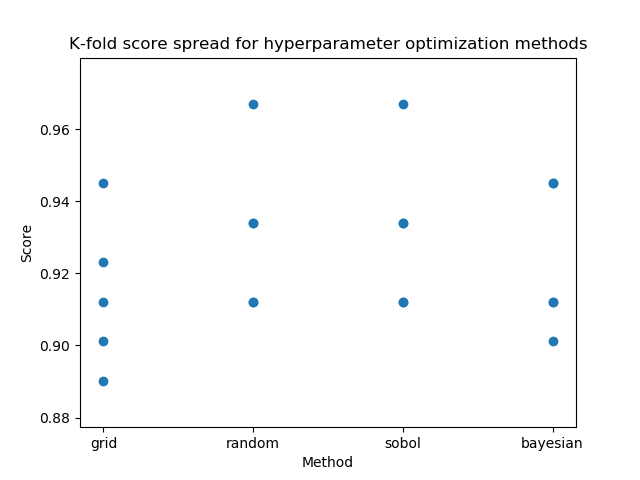 K-fold score spread for hyperparameter optimization methods
0.96
0.94
0.92
0.90
0.88
Score
grid random sobol bayesian
Method